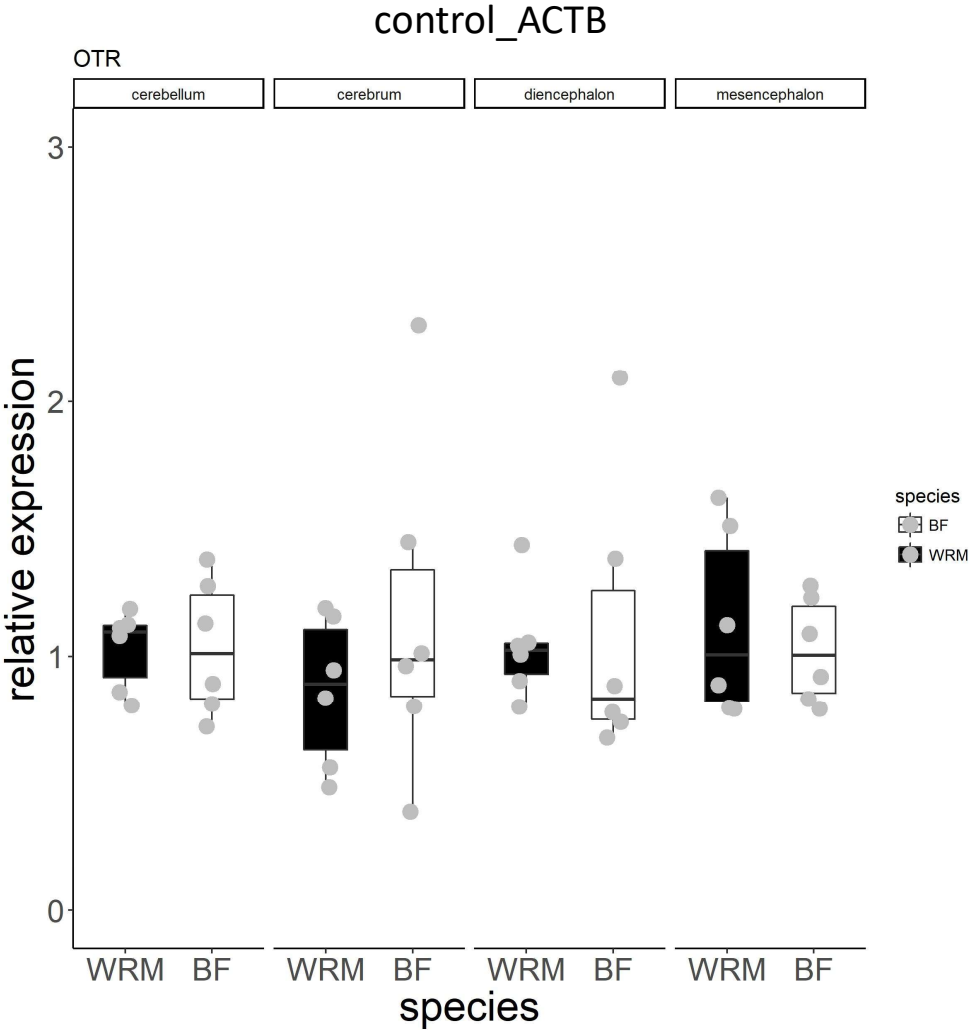 control_ACTB
OTR
cerebellum cerebrum diencephalon mesencephalon
3
2
1
0
relative expression
WRM BF WRM BF WRM BF WRM BF
species
species
BF
WRM